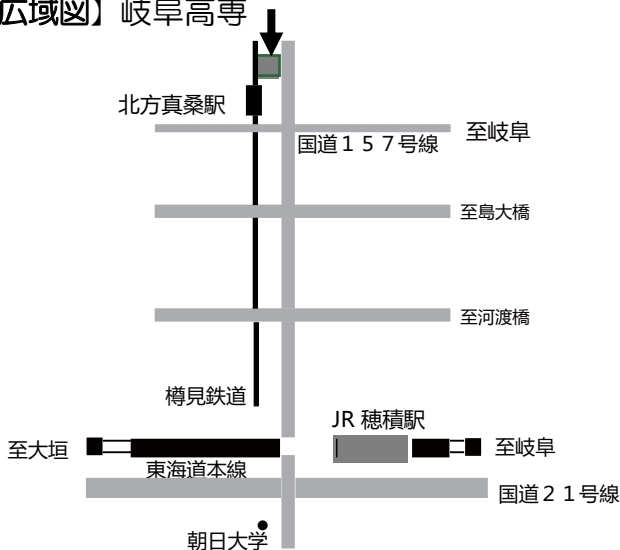 広域図】岐阜高専
北方真桑駅
国道１５７号線
至岐阜
至島大橋
至河渡橋
樽見鉄道
JR 穂積駅
至大垣
至岐阜
東海道本線
国道２１号線
朝日大学